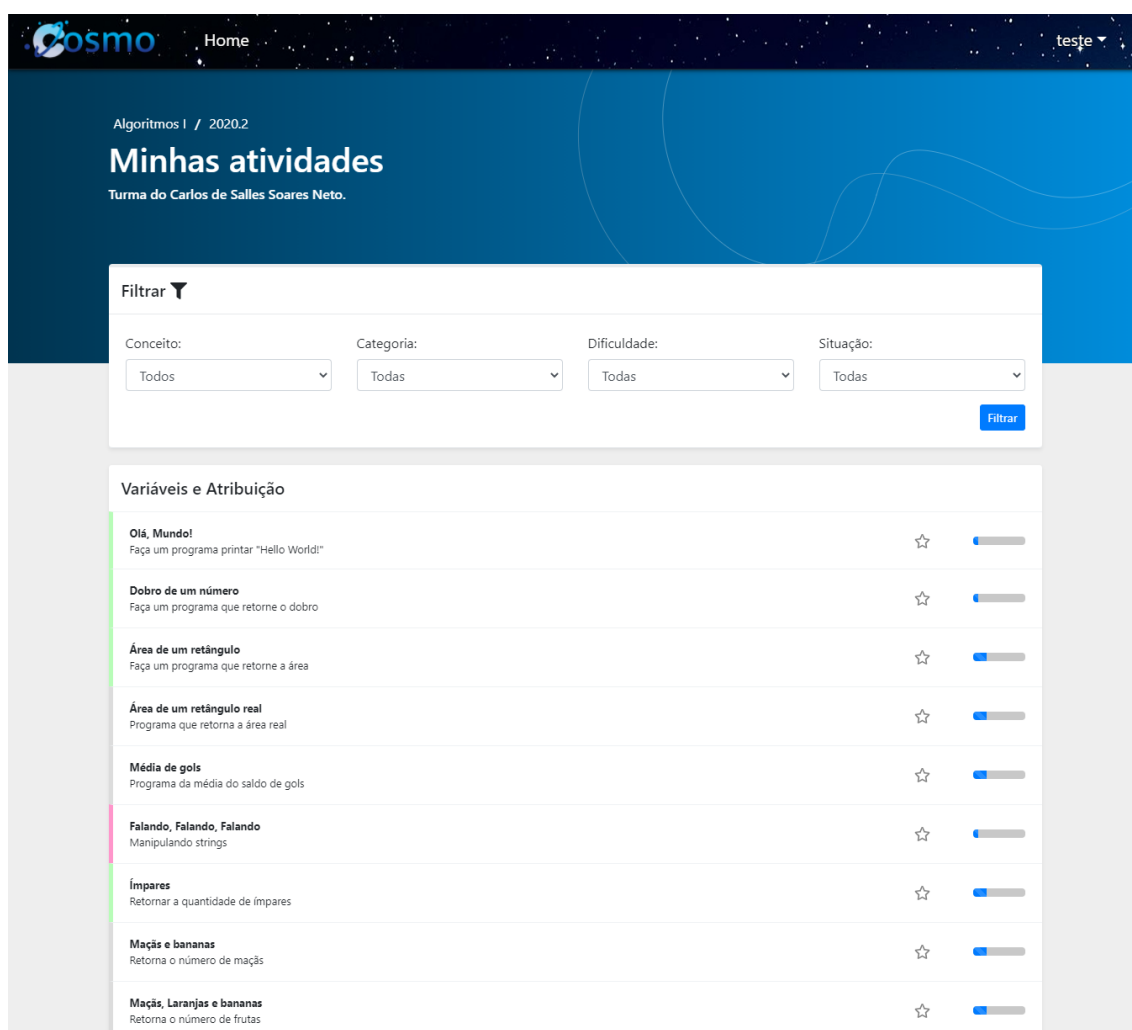 Cosmo Home teste
Algoritmos I / 2020.2
Minhas atividades
Turma do Carlos de Salles Soares Neto.
Filtrar
Conceito: Categoria: Dificuldade: Situação:
Todos Todas Todas Todas
Filtrar
Variáveis e Atribuição
Olá, Mundo!
Faça um programa printar "Hello World!"
Dobro de um número
Faça um programa que retorne o dobro
Área de um retângulo
Faça um programa que retorne a área
Área de um retângulo real
Programa que retorna a área real
Média de gols
Programa da média do saldo de gols
Falando, Falando, Falando
Manipulando strings
Ímpares
Retornar a quantidade de ímpares
Maçãs e bananas
Retorna o número de maçãs
Maçãs, Laranjas e bananas
Retorna o número de frutas